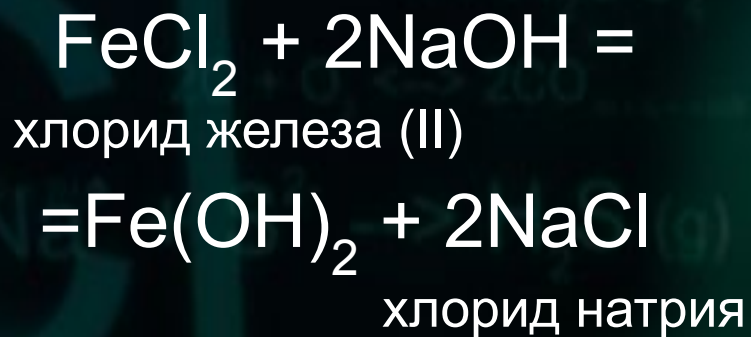 FeCl₂ + 2NaOH =
хлорид железа (II)
=Fe(OH)₂ + 2NaCl
хлорид натрия